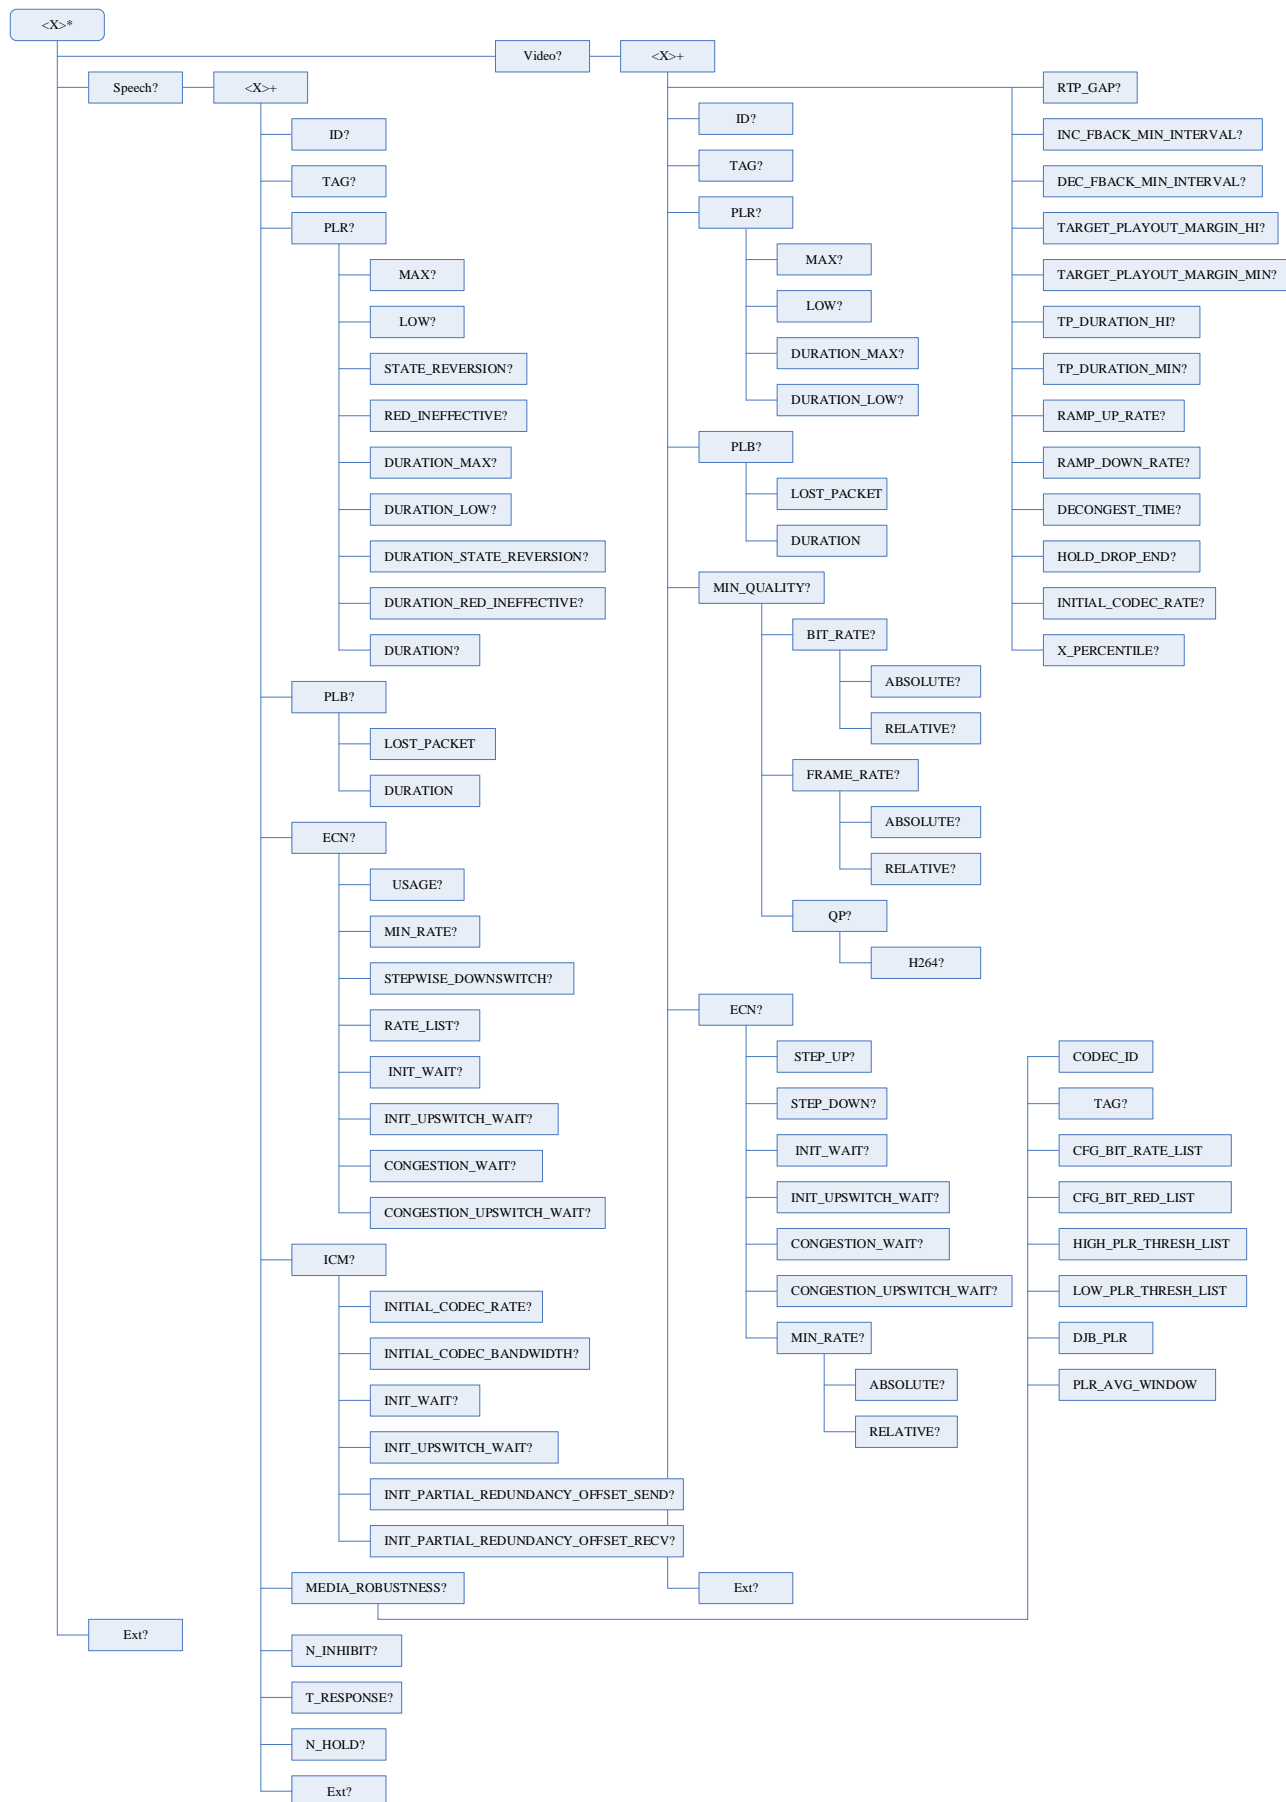 <X>*
Video?
<X>+
Speech?
<X>+
ID?
TAG?
PLR?
MAX?
LOW?
STATE_REVERSION?
RED_INEFFECTIVE?
DURATION_MAX?
DURATION_LOW?
DURATION_STATE_REVERSION?
DURATION_RED_INEFFECTIVE?
DURATION?
PLB?
LOST_PACKET
DURATION
ECN?
USAGE?
MIN_RATE?
STEPWISE_DOWNSWITCH?
RATE_LIST?
INIT_WAIT?
INIT_UPSWITCH_WAIT?
CONGESTION_WAIT?
CONGESTION_UPSWITCH_WAIT?
ICM?
INITIAL_CODEC_RATE?
INITIAL_CODEC_BANDWIDTH?
INIT_WAIT?
INIT_UPSWITCH_WAIT?
INIT_PARTIAL_REDUNDANCY_OFFSET_SEND?
INIT_PARTIAL_REDUNDANCY_OFFSET_RECV?
MEDIA_ROBUSTNESS?
N_INHIBIT?
T_RESPONSE?
N_HOLD?
Ext?
Ext?
ID?
TAG?
PLR?
MAX?
LOW?
DURATION_MAX?
DURATION_LOW?
PLB?
LOST_PACKET
DURATION
MIN_QUALITY?
BIT_RATE?
ABSOLUTE?
RELATIVE?
FRAME_RATE?
ABSOLUTE?
RELATIVE?
QP?
H264?
ECN?
STEP_UP?
STEP_DOWN?
INIT_WAIT?
INIT_UPSWITCH_WAIT?
CONGESTION_WAIT?
CONGESTION_UPSWITCH_WAIT?
MIN_RATE?
ABSOLUTE?
RELATIVE?
Ext?
RTP_GAP?
INC_FBACK_MIN_INTERVAL?
DEC_FBACK_MIN_INTERVAL?
TARGET_PLAYOUT_MARGIN_HI?
TARGET_PLAYOUT_MARGIN_MIN?
TP_DURATION_HI?
TP_DURATION_MIN?
RAMP_UP_RATE?
RAMP_DOWN_RATE?
DECONGEST_TIME?
HOLD_DROP_END?
INITIAL_CODEC_RATE?
X_PERCENTILE?
CODEC_ID
TAG?
CFG_BIT_RATE_LIST
CFG_BIT_RED_LIST
HIGH_PLR_THRESH_LIST
LOW_PLR_THRESH_LIST
DJB_PLR
PLR_AVG_WINDOW